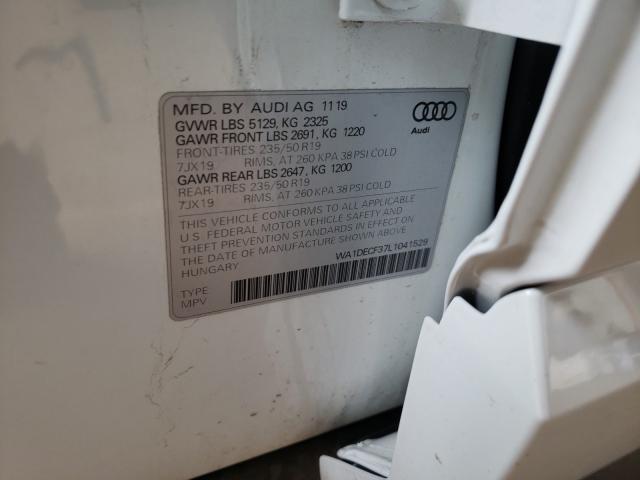 MFD. BY AUDI AG 11 19
GVWR LBS 5129, KG 2325
GAWR FRONT LBS 2691, KG 1220
FRONT-TIRES 235/50 R19
7JX19 RIMS, AT 260 KPA 38 PSI COLD
GAWR REAR LBS 2647, KG 1200
REAR-TIRES 235/50 R19
7JX19 RIMS, AT 260 KPA 38 PSI COLD
THIS VEHICLE CONFORMS TO ALL APPLICABLE
U.S. FEDERAL MOTOR VEHICLE SAFETY AND
THEFT PREVENTION STANDARDS IN EFFECT ON
THE DATE OF MANUFACTURE SHOWN ABOVE.
HUNGARY
WA1DECF37L1041529
TYPE
MPV
Audi